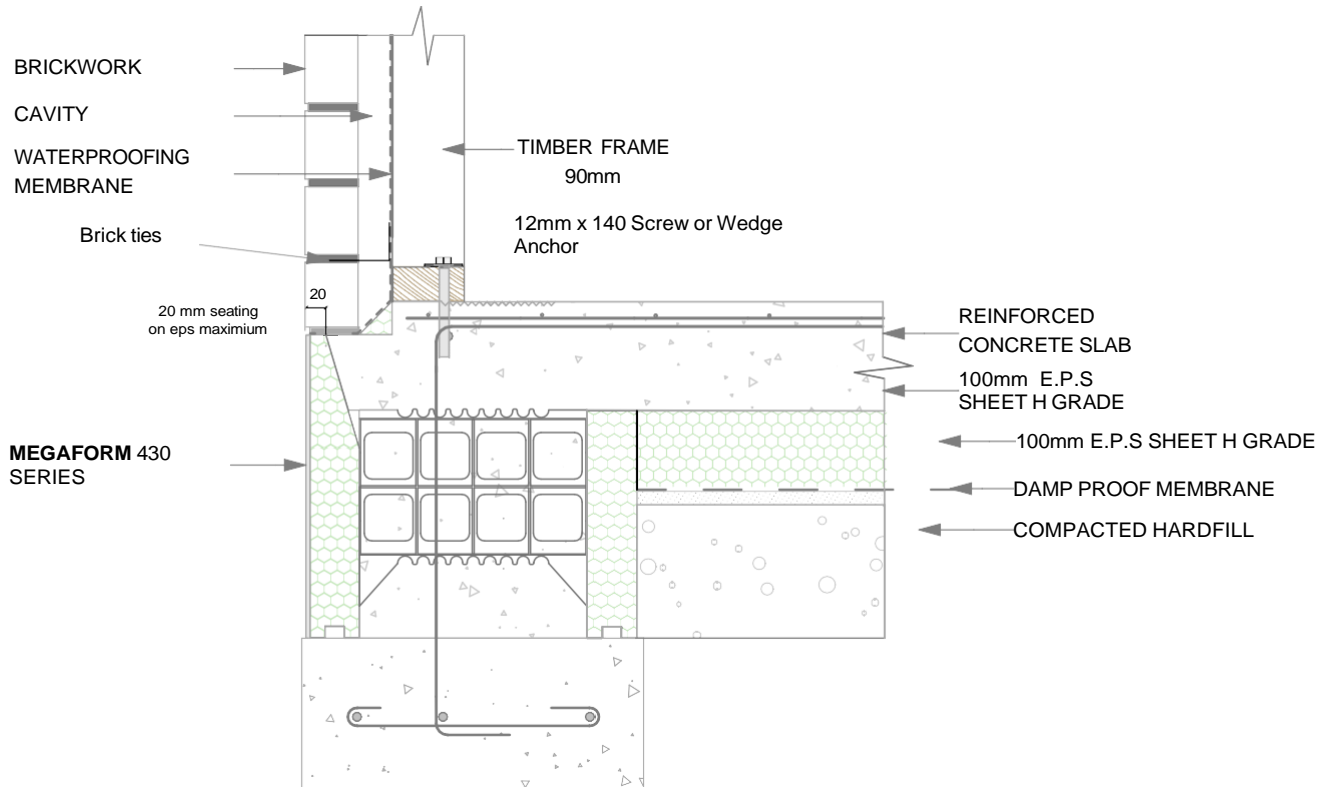 BRICKWORK
CAVITY
WATERPROOFING
MEMBRANE
Brick ties
20
20 mm seating
on eps maximium
MEGAFORM 430
SERIES
TIMBER FRAME
90mm
12mm x 140 Screw or Wedge
Anchor
REINFORCED
CONCRETE SLAB
100mm E.P.S
SHEET H GRADE
100mm E.P.S SHEET H GRADE
DAMP PROOF MEMBRANE
COMPACTED HARDFILL